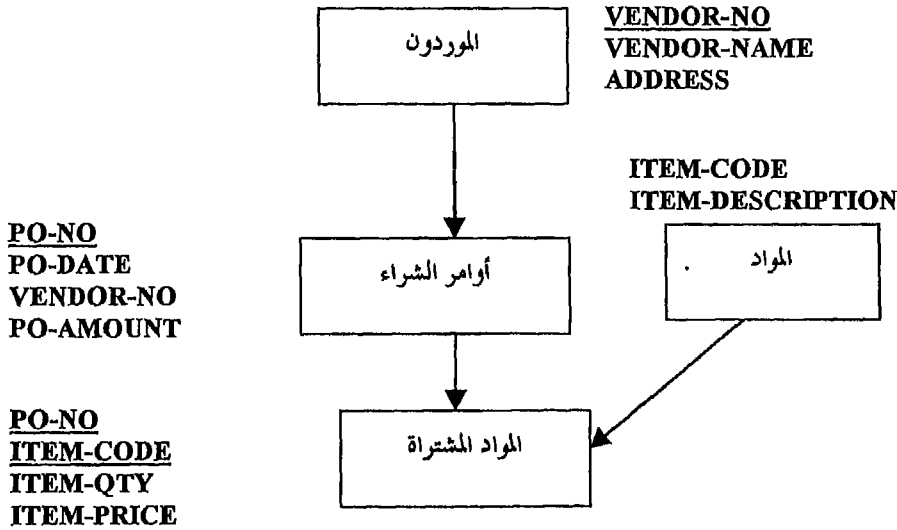 الموردون
VENDOR-NO
VENDOR-NAME
ADDRESS
ITEM-CODE
ITEM-DESCRIPTION
المواد
PO-NO
PO-DATE
VENDOR-NO
PO-AMOUNT
أوامر الشراء
PO-NO
ITEM-CODE
ITEM-QTY
ITEM-PRICE
المواد المشتراة